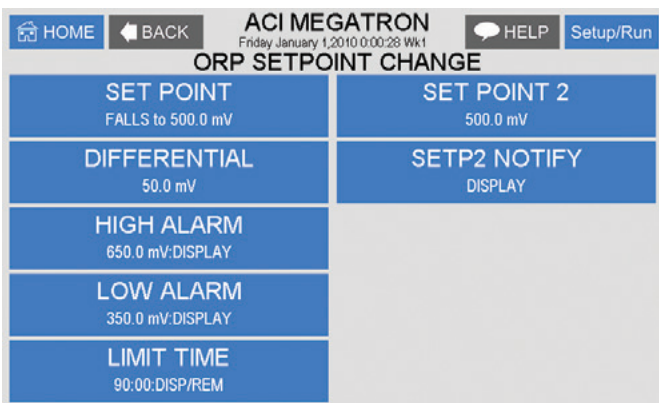 HOME
BACK
ACI MEGATRON
Friday January 1,2010 0:00:28 Wk1
HELP
Setup/Run
ORP SETPOINT CHANGE
SET POINT
FALLS to 500.0 mV
SET POINT 2
500.0 mV
DIFFERENTIAL
50.0 mV
SETP2 NOTIFY
DISPLAY
HIGH ALARM
650.0 mV:DISPLAY
LOW ALARM
350.0 mV:DISPLAY
LIMIT TIME
90:00:DISP/REM